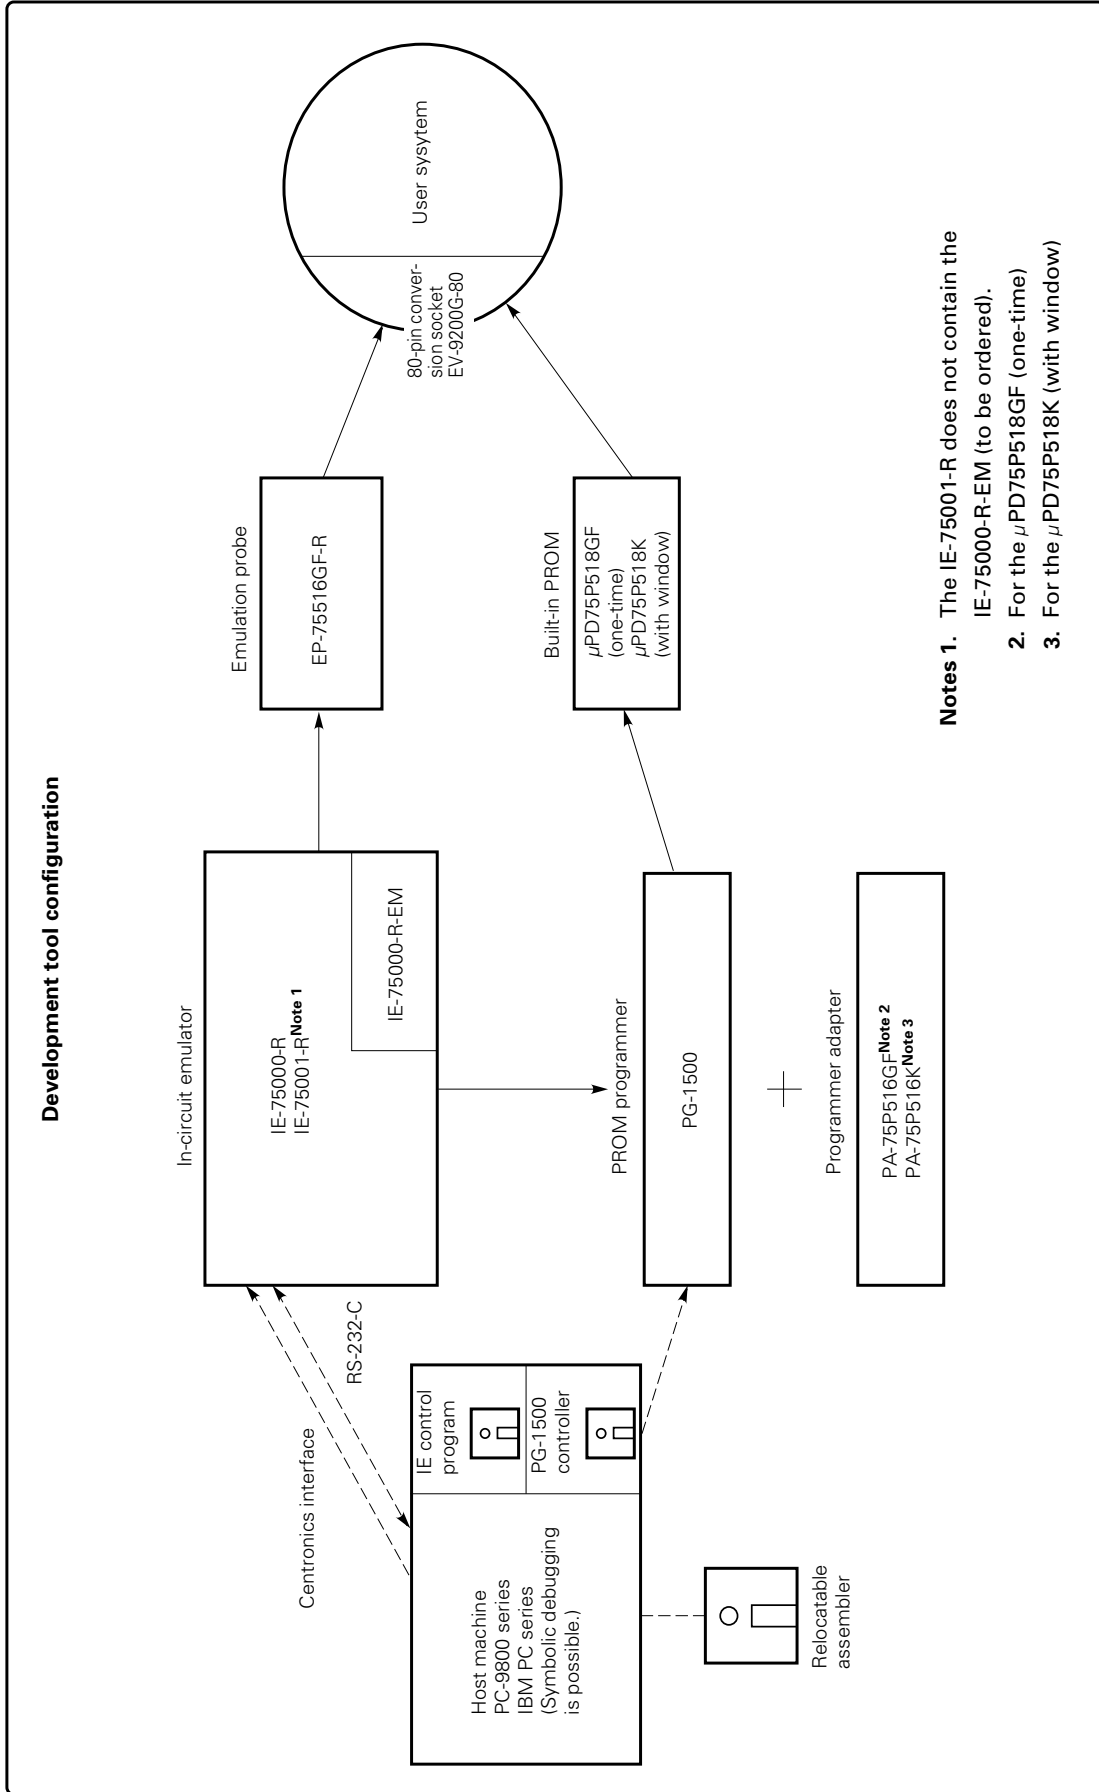 Development tool configuration
In-circuit emulator
IE-75000-R
IE-75001-RNote 1
IE-75000-R-EM
Emulation probe
EP-75516GF-R
Centronics interface
RS-232-C
Host machine
PC-9800 series
IBM PC series
(Symbolic debugging
is possible.)
IE control
program
PG-1500
controller
Relocatable
assembler
PROM programmer
PG-1500
Programmer adapter
PA-75P516GFNote 2
PA-75P516KNote 3
Built-in PROM
μPD75P518GF
(one-time)
μPD75P518K
(with window)
80-pin conver-
sion socket
EV-9200G-80
User sysytem
Notes 1. The IE-75001-R does not contain the
IE-75000-R-EM (to be ordered).
2. For the μPD75P518GF (one-time)
3. For the μPD75P518K (with window)